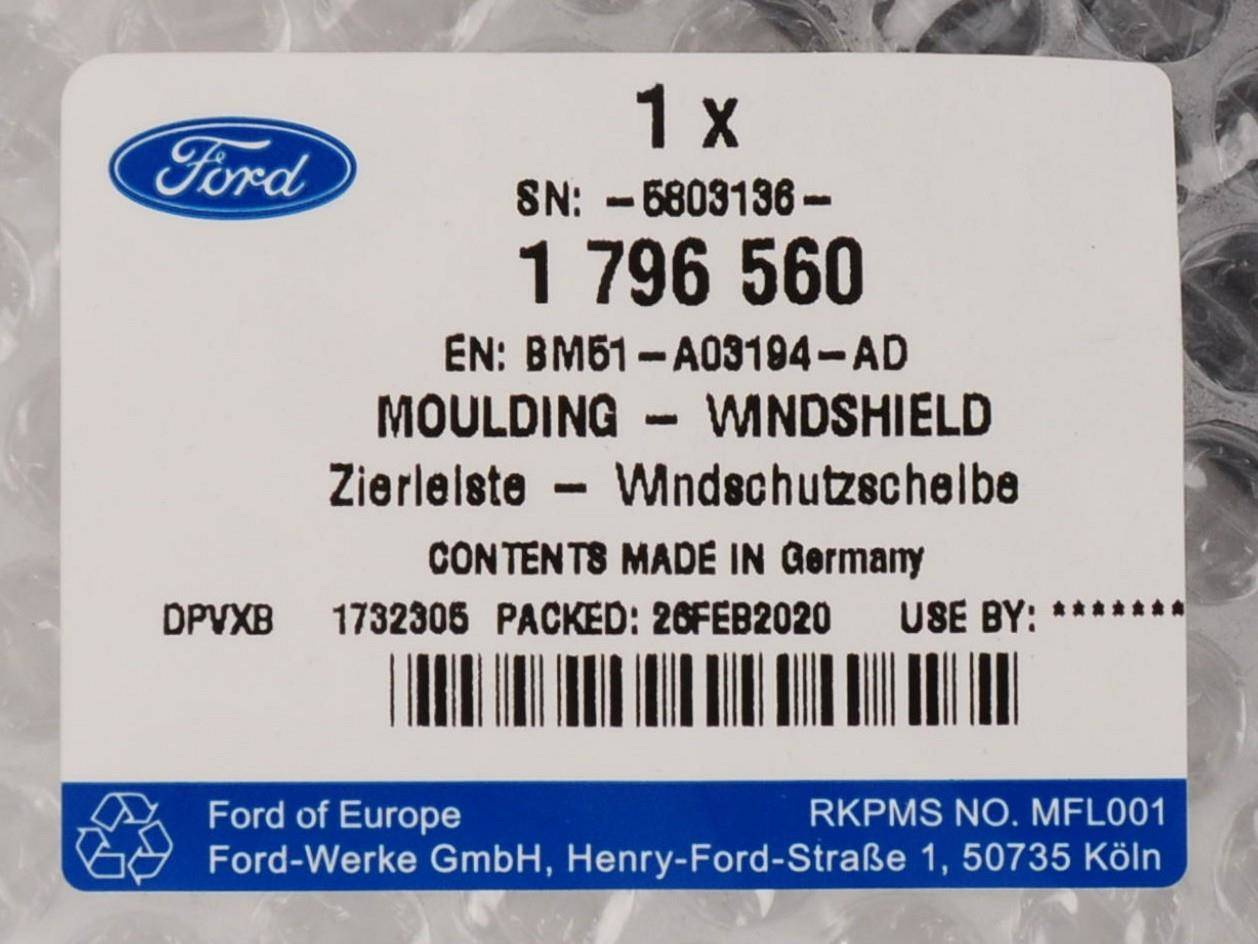 Ford
1 x
SN: -5803136-
1 796 560
EN: BM51-A03194-AD
MOULDING - WINDSHIELD
Zierleiste - Windschutzscheibe
CONTENTS MADE IN Germany
DPVXB 1732305 PACKED: 26FEB2020 USE BY: *******
Ford of Europe RKPMS NO. MFL001
Ford-Werke GmbH, Henry-Ford-Straße 1, 50735 Köln